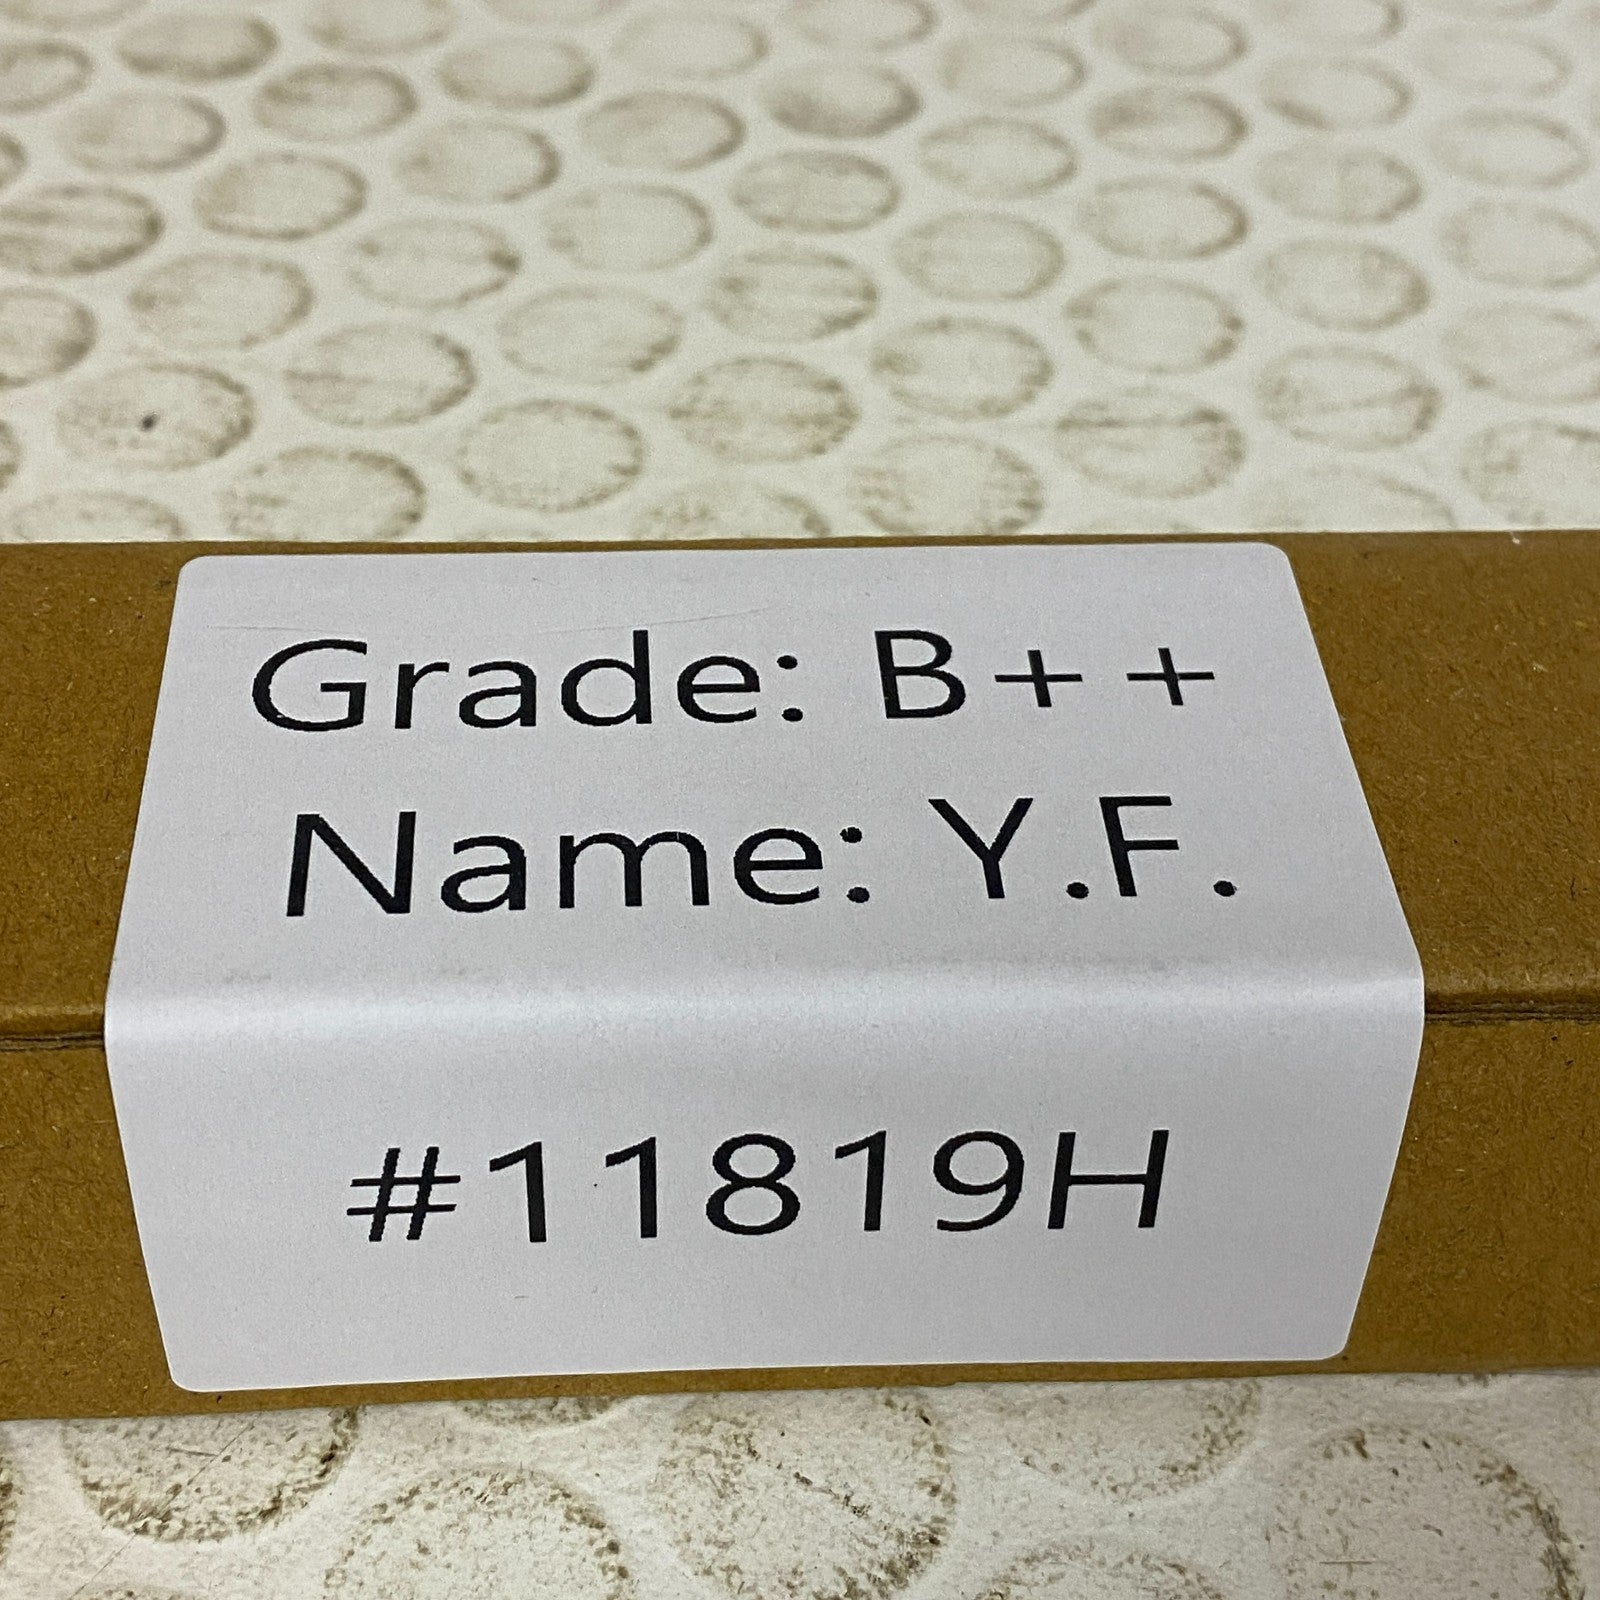 Grade: B++
Name: Y.F.
#11819H